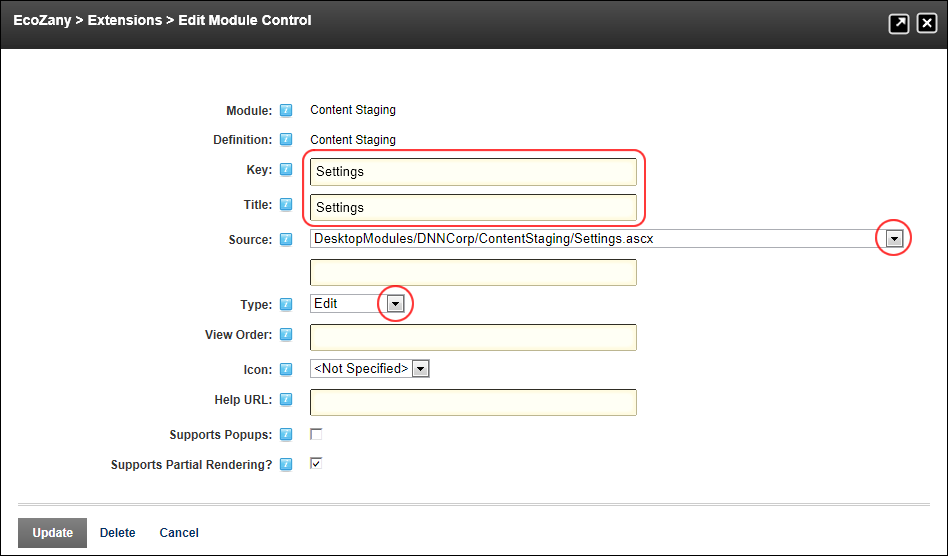 EcoZany > Extensions > Edit Module Control
Module: Content Staging
Definition: Content Staging
Key: Settings
Title: Settings
Source: DesktopModules/DNNCorp/ContentStaging/Settings.ascx
Type: Edit
View Order:
Icon: <Not Specified>
Help URL:
Supports Popups:
Supports Partial Rendering?
Update Delete Cancel